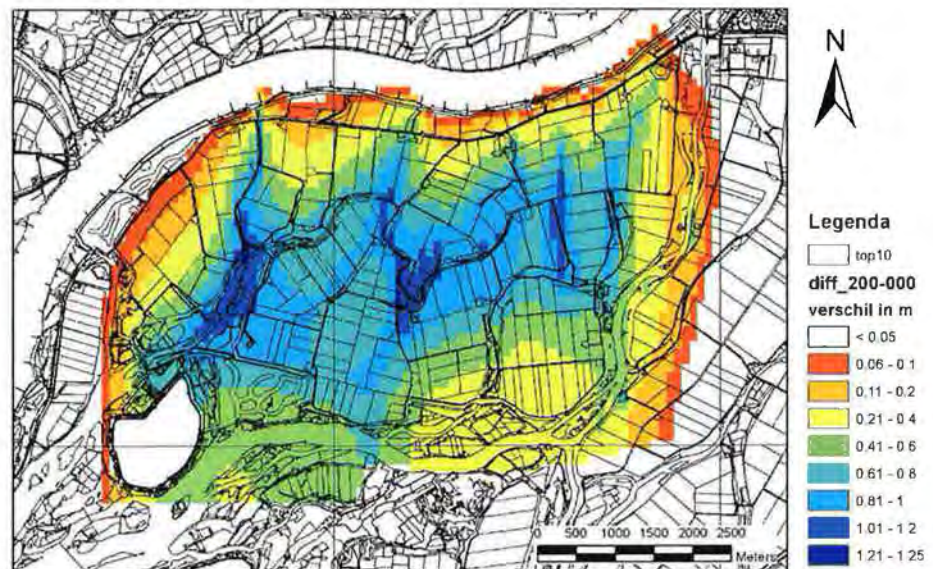 N
Legenda
top10
diff_200-000
verschil in m
< 0.05
0.06 - 0.1
0.11 - 0.2
0.21 - 0.4
0.41 - 0.6
0.61 - 0.8
0.81 - 1
1.01 - 1.2
1.21 - 1.25
0 500 1000 1500 2000 2500
Meters